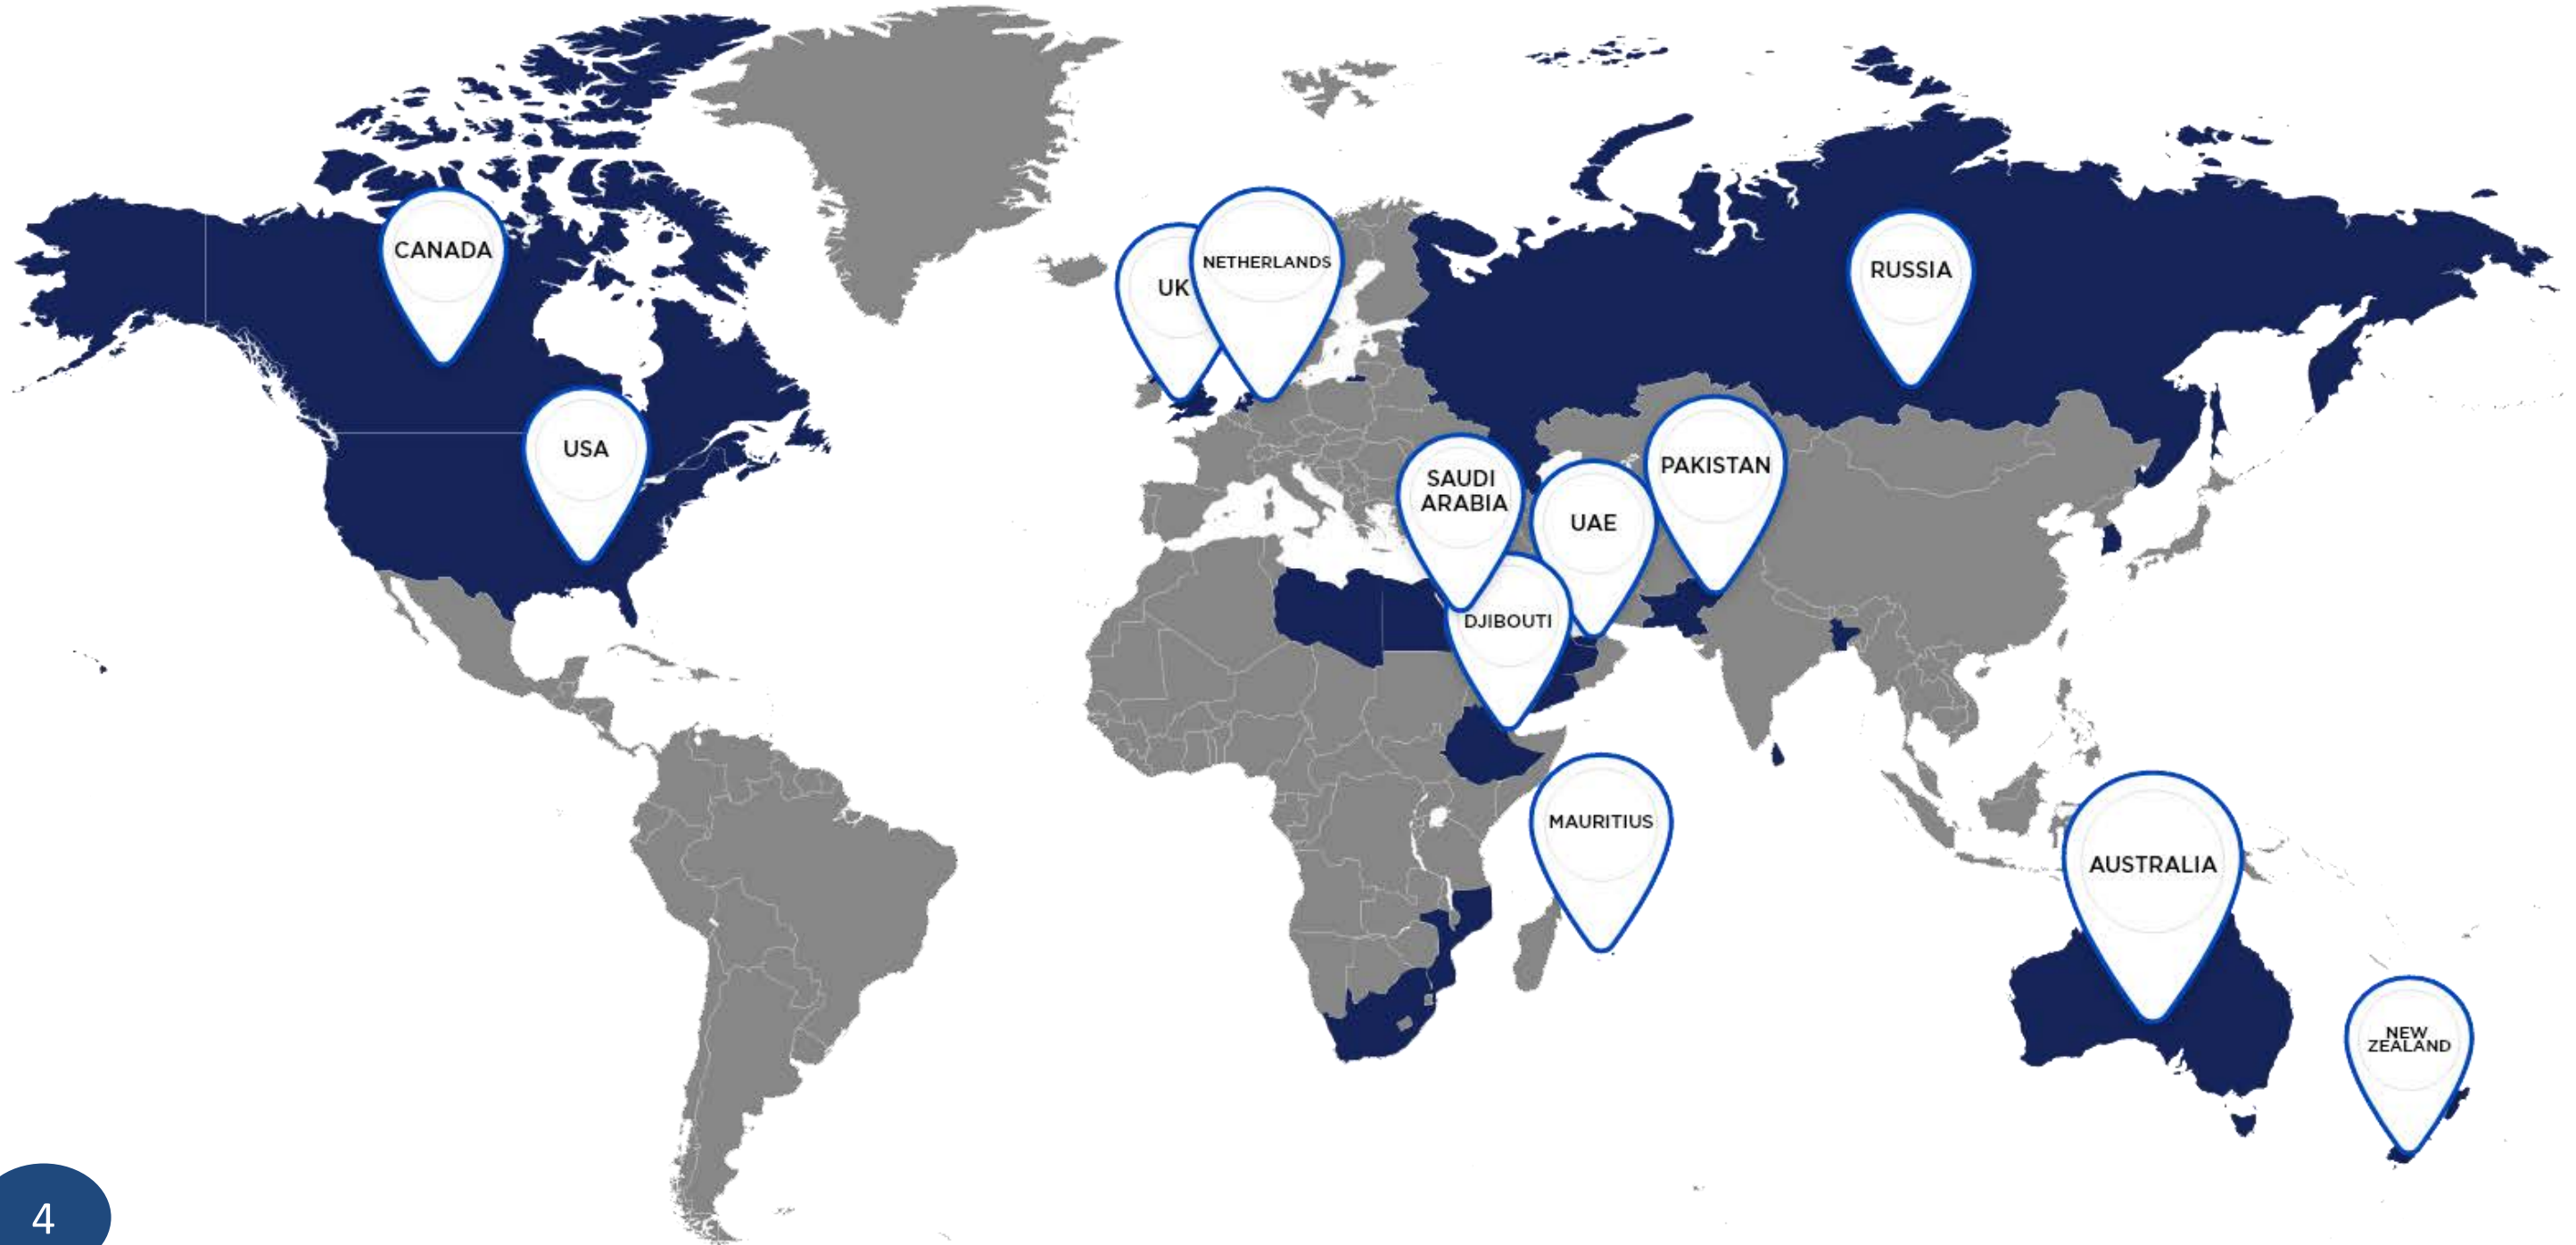 CANADA
UK
NETHERLANDS
RUSSIA
USA
SAUDI
ARABIA
UAE
PAKISTAN
DJIBOUTI
MAURITIUS
AUSTRALIA
NEW
ZEALAND
4